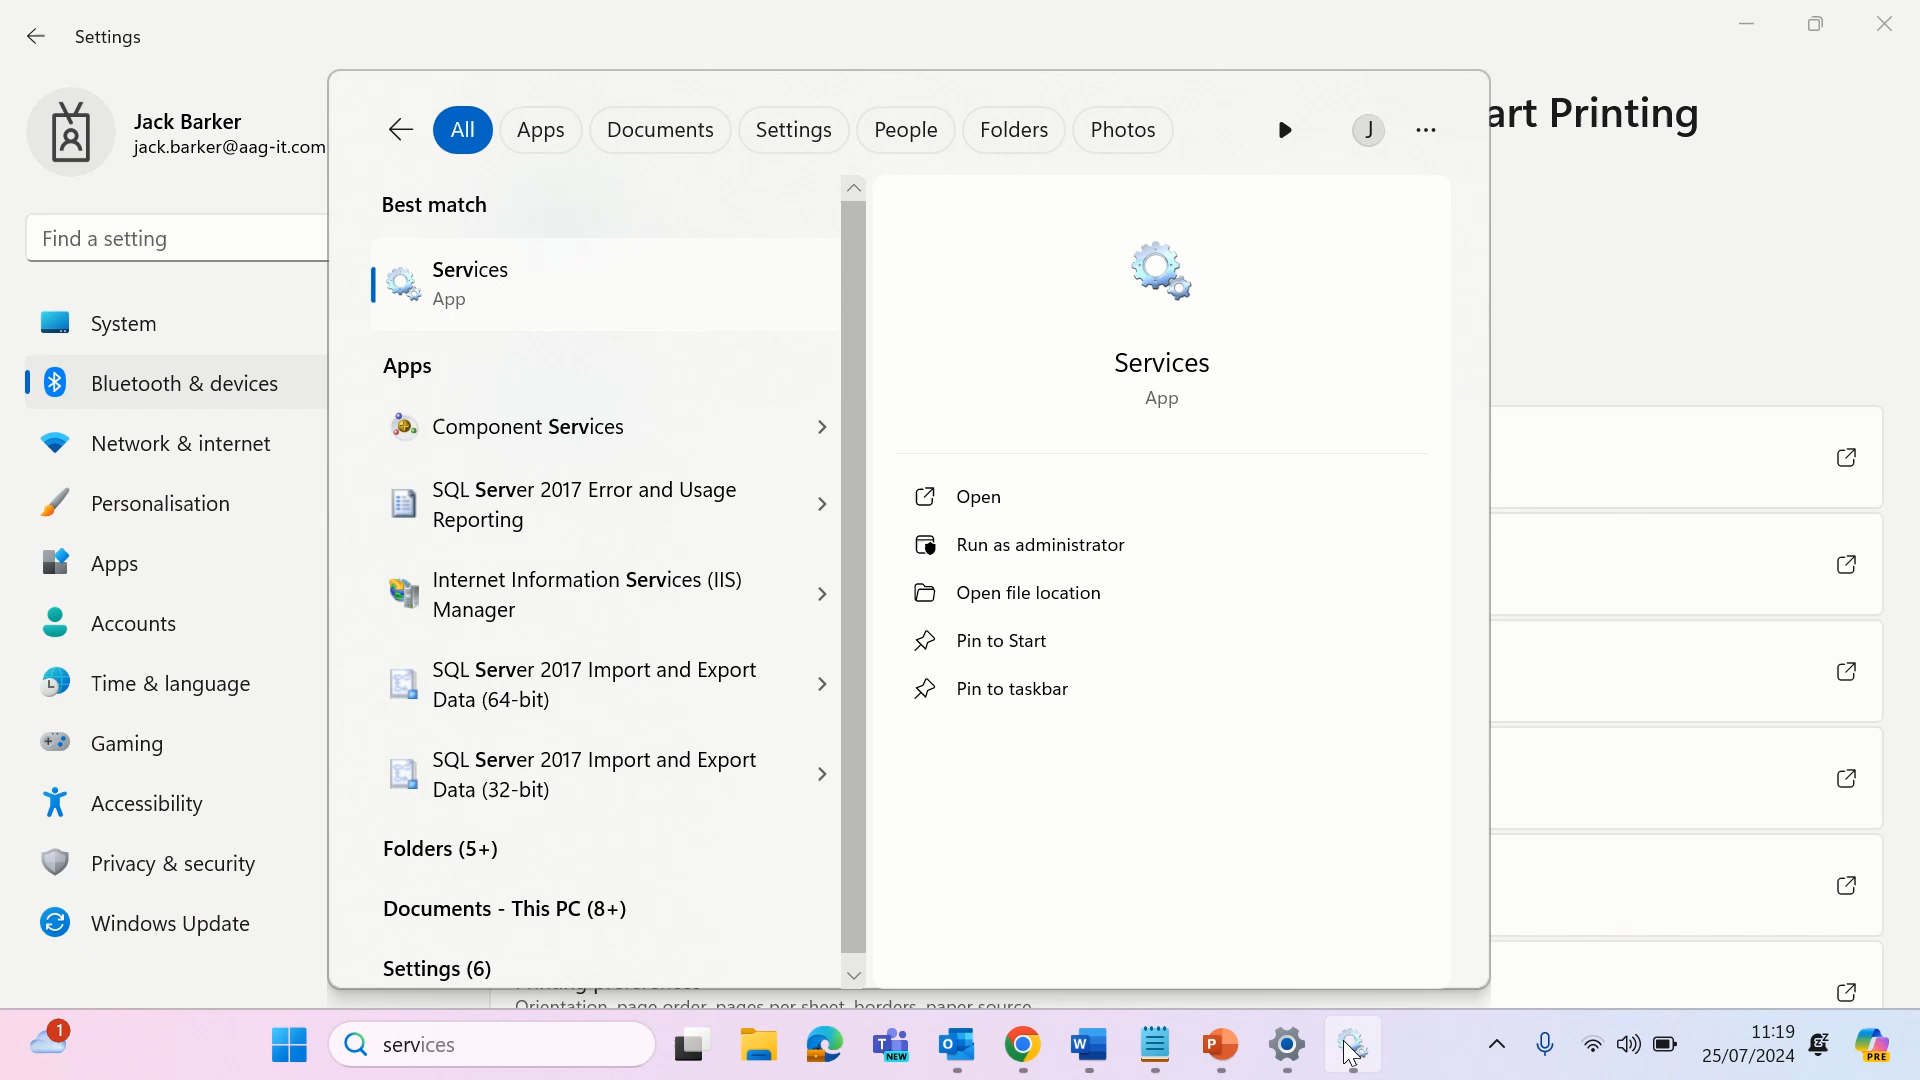 Settings
Jack Barker
jack.barker@aag-it.com
Find a setting
System
Bluetooth & devices
Network & internet
Personalisation
Apps
Accounts
Time & language
Gaming
Accessibility
Privacy & security
Windows Update
art Printing
All
Apps
Documents
Settings
People
Folders
Photos
J
Best match
Services
App
Apps
Component Services
SQL Server 2017 Error and Usage
Reporting
Internet Information Services (IIS)
Manager
SQL Server 2017 Import and Export
Data (64-bit)
SQL Server 2017 Import and Export
Data (32-bit)
Folders (5+)
Documents - This PC (8+)
Settings (6)
Services
App
Open
Run as administrator
Open file location
Pin to Start
Pin to taskbar
Printing preferences
Orientation, page order, pages per sheet, borders, paper source
1
services
T
NEW
O
W
P
11:19
25/07/2024
PRE